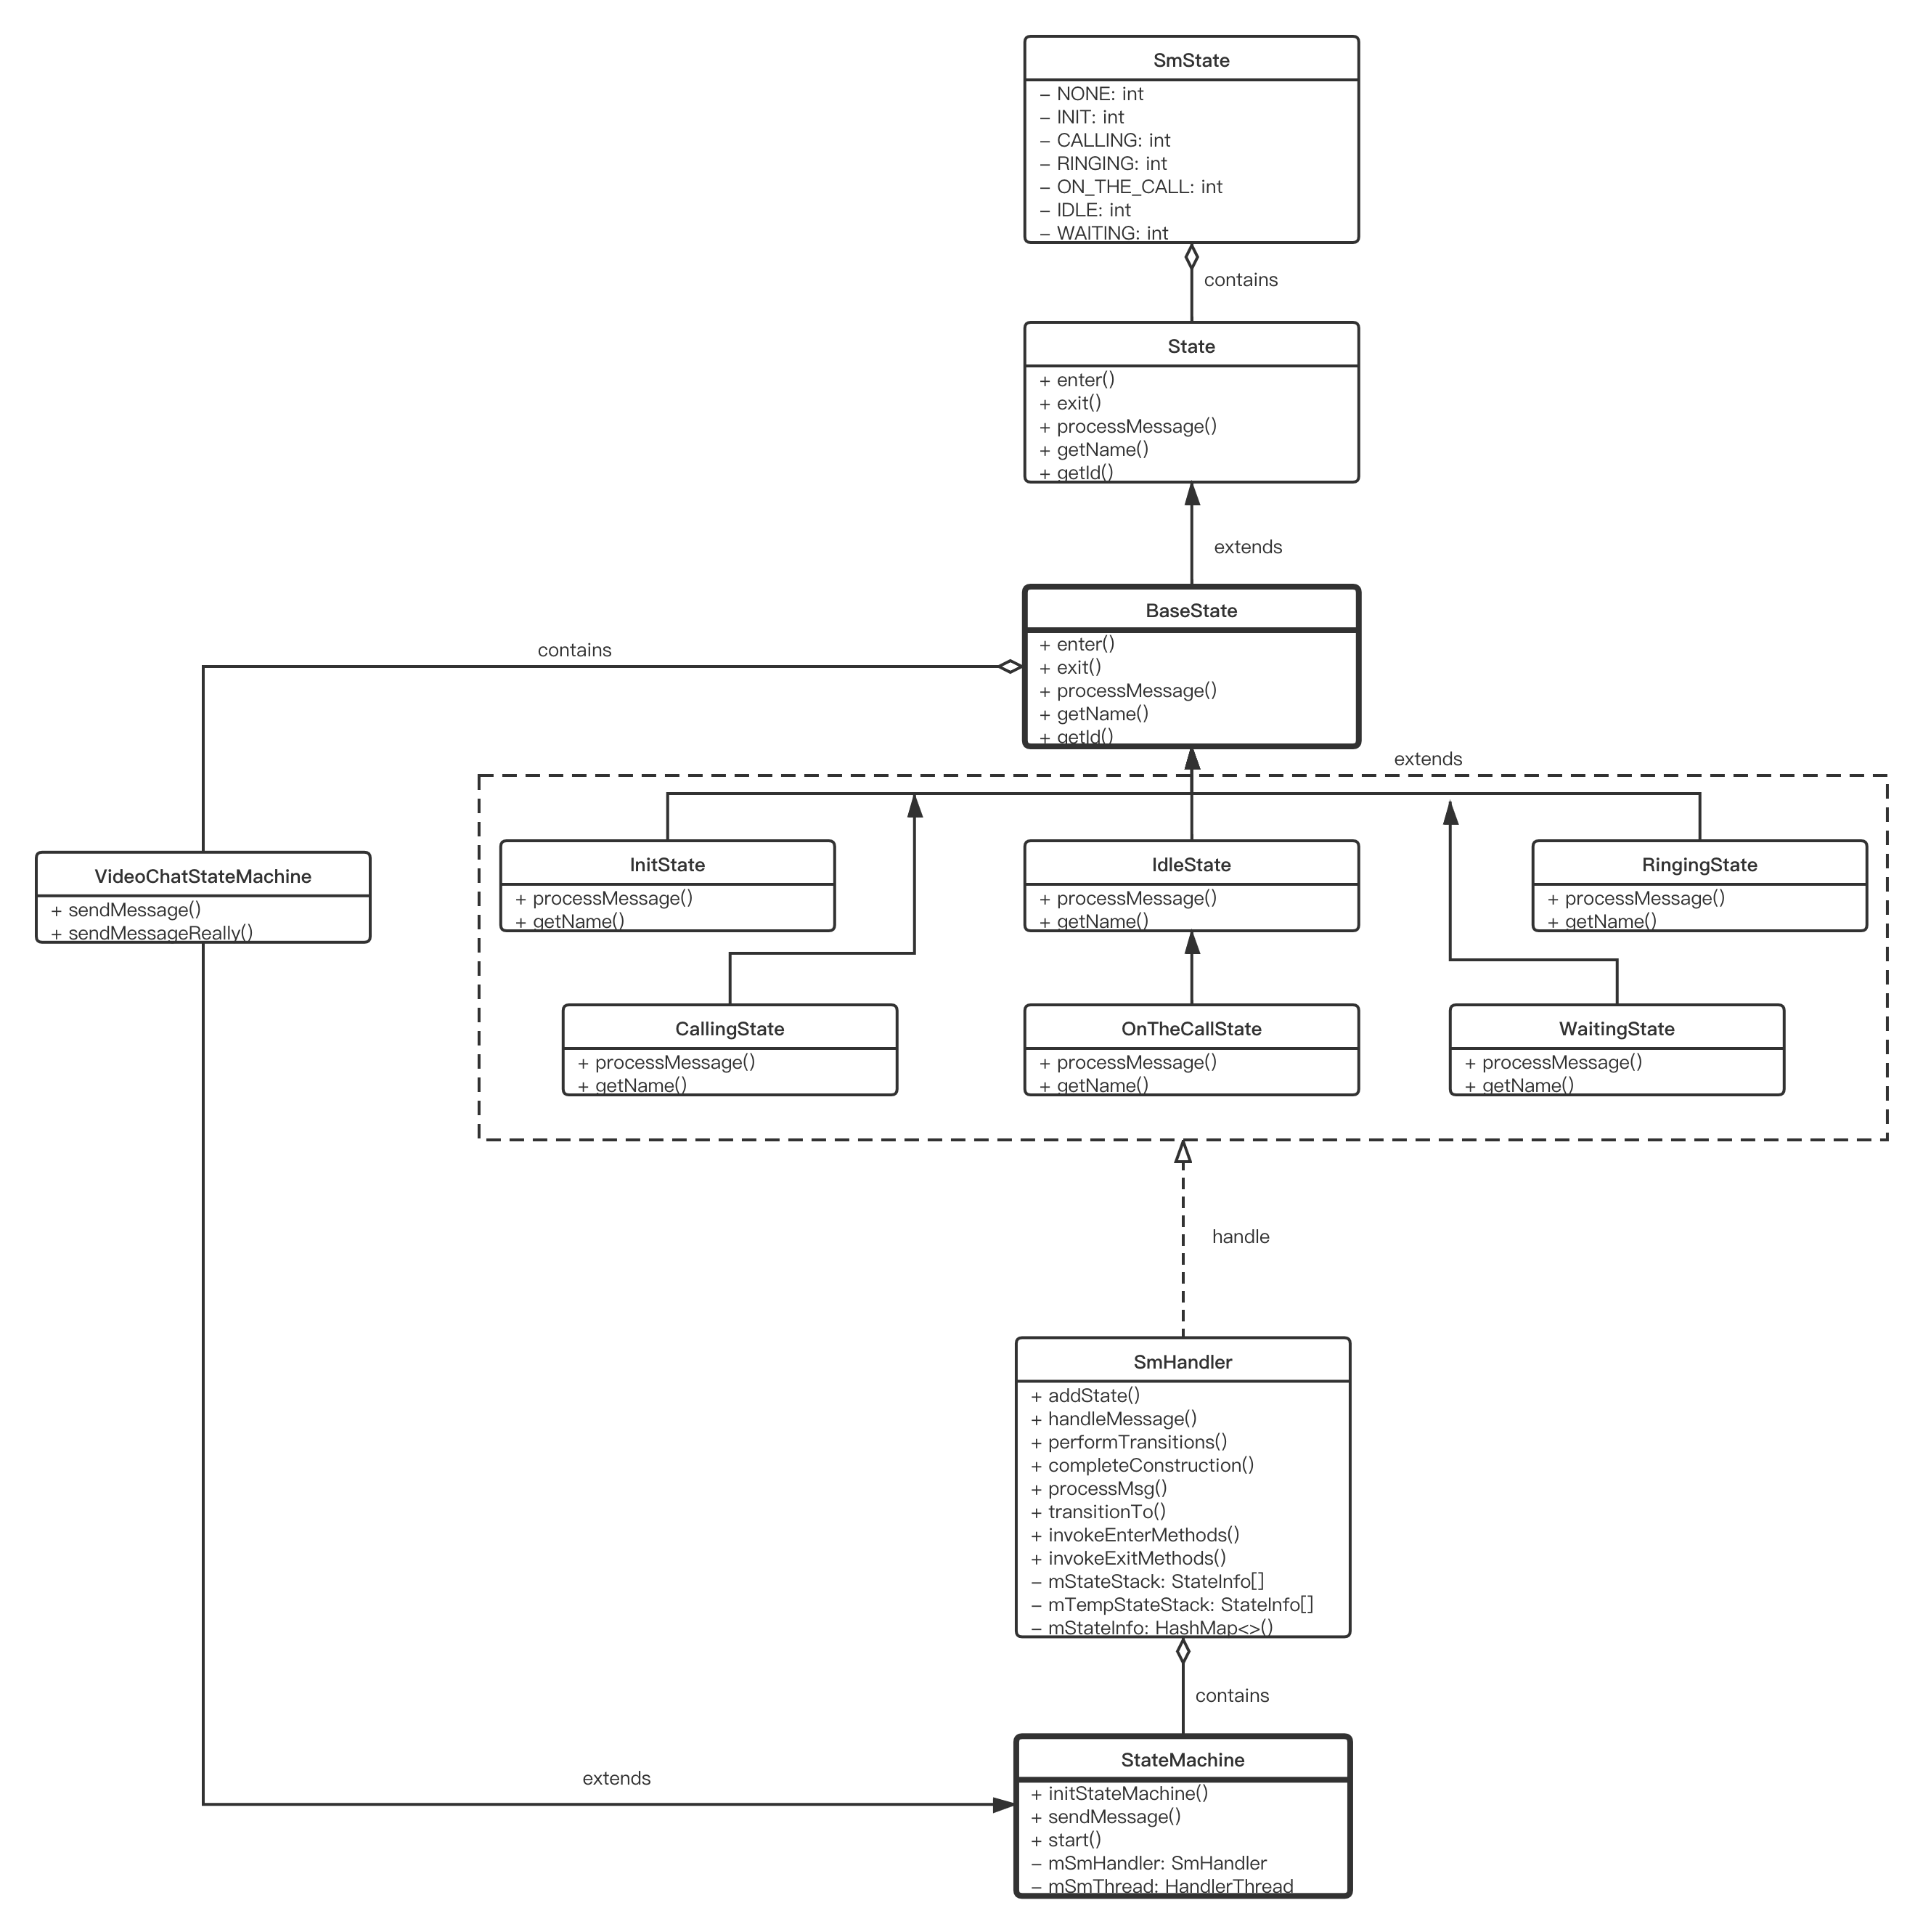 SmState
– NONE: int
– INIT: int
– CALLING: int
– RINGING: int
– ON_THE_CALL: int
– IDLE: int
– WAITING: int
contains
State
+ enter()
+ exit()
+ processMessage()
+ getName()
+ getId()
extends
BaseState
+ enter()
+ exit()
+ processMessage()
+ getName()
+ getId()
contains
extends
VideoChatStateMachine
+ sendMessage()
+ sendMessageReally()
InitState
+ processMessage()
+ getName()
IdleState
+ processMessage()
+ getName()
RingingState
+ processMessage()
+ getName()
CallingState
+ processMessage()
+ getName()
OnTheCallState
+ processMessage()
+ getName()
WaitingState
+ processMessage()
+ getName()
handle
SmHandler
+ addState()
+ handleMessage()
+ performTransitions()
+ completeConstruction()
+ processMsg()
+ transitionTo()
+ invokeEnterMethods()
+ invokeExitMethods()
– mStateStack: StateInfo[]
– mTempStateStack: StateInfo[]
– mStateInfo: HashMap<>()
contains
extends
StateMachine
+ initStateMachine()
+ sendMessage()
+ start()
– mSmHandler: SmHandler
– mSmThread: HandlerThread